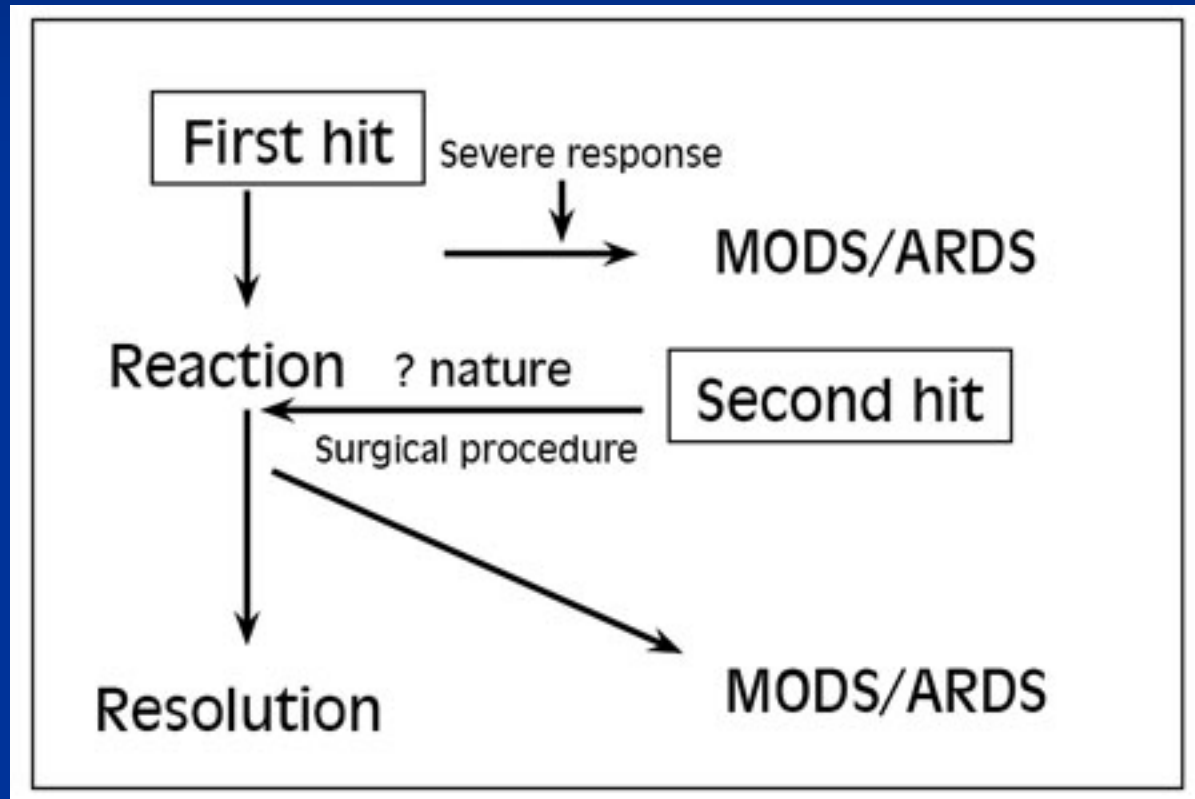 First hit
Severe response
MODS/ARDS
Reaction
? nature
Second hit
Surgical procedure
Resolution
MODS/ARDS